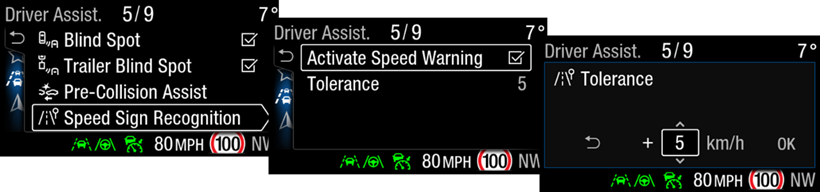 Driver Assist. 5/9 7°
Blind Spot
Trailer Blind Spot
Pre-Collision Assist
Speed Sign Recognition
80 MPH 100 NW
Driver Assist. 5/9 7°
Activate Speed Warning
Tolerance 5
80 MPH 100 NW
Driver Assist. 5/9 7°
Tolerance
+ 5 km/h OK
80 MPH 100 NW